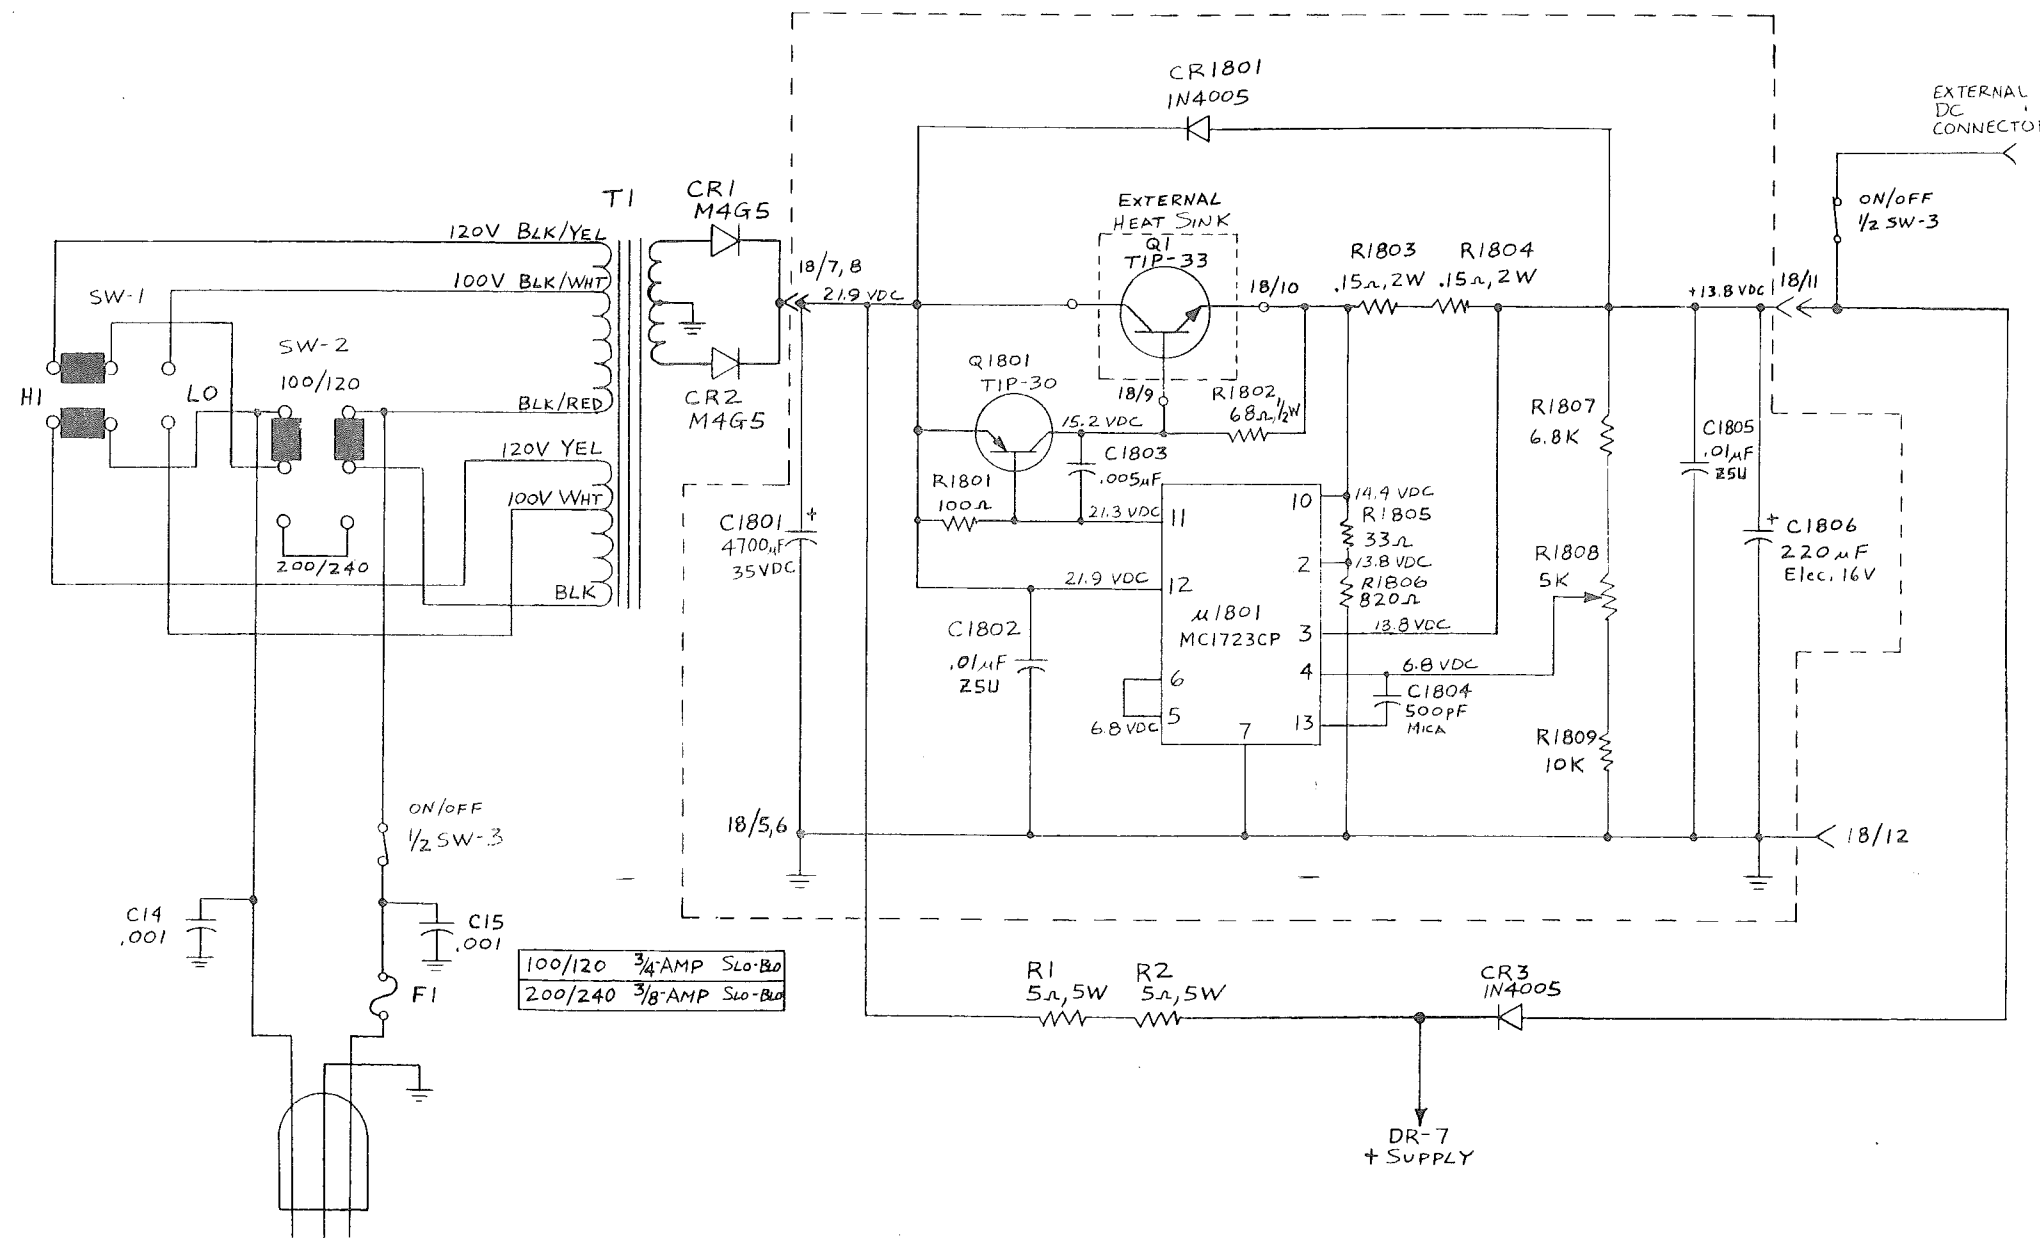 CR1801
1N4005
EXTERNAL
DC
CONNECTO
T1
CR1
M4G5
EXTERNAL
HEAT SINK
Q1
TIP-33
ON/OFF
1/2 SW-3
120V BLK/YEL
18/7,8
21.9 VDC
18/10
R1803
.15Ω, 2W
R1804
.15Ω, 2W
+13.8 VDC
18/11
100V BLK/WHT
SW-1
SW-2
100/120
HI
LO
BLK/RED
CR2
M4G5
Q1801
TIP-30
18/9
R1802
68Ω, 1/2W
15.2 VDC
R1807
6.8K
C1805
.01µF
Z5U
120V YEL
C1803
.005µF
R1801
100Ω
100V WHT
C1801
4700µF
35VDC
+
21.3 VDC
11
10
14.4 VDC
R1805
33Ω
+
C1806
220µF
Elec. 16V
200/240
BLK
21.9 VDC
12
2
13.8 VDC
R1806
820Ω
R1808
5K
µ1801
MC1723CP
C1802
.01µF
Z5U
3
13.8 VDC
6
5
6.8 VDC
4
6.8 VDC
C1804
500pF
MICA
13
7
R1809
10K
ON/OFF
1/2 SW-3
18/5,6
18/12
C14
.001
C15
.001
100/120 3/4-AMP SLO-BLO
200/240 3/8-AMP SLO-BLO
F1
R1
5Ω, 5W
R2
5Ω, 5W
CR3
1N4005
DR-7
+ SUPPLY